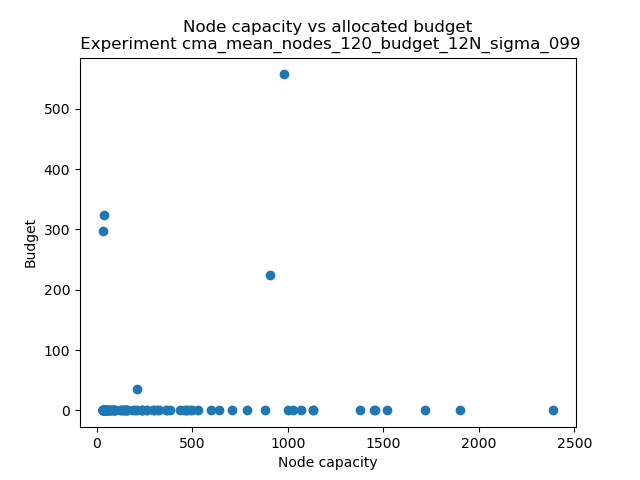 Node capacity vs allocated budget
Experiment cma_mean_nodes_120_budget_12N_sigma_099
500
400
300
200
100
0
Budget
0 500 1000 1500 2000 2500
Node capacity